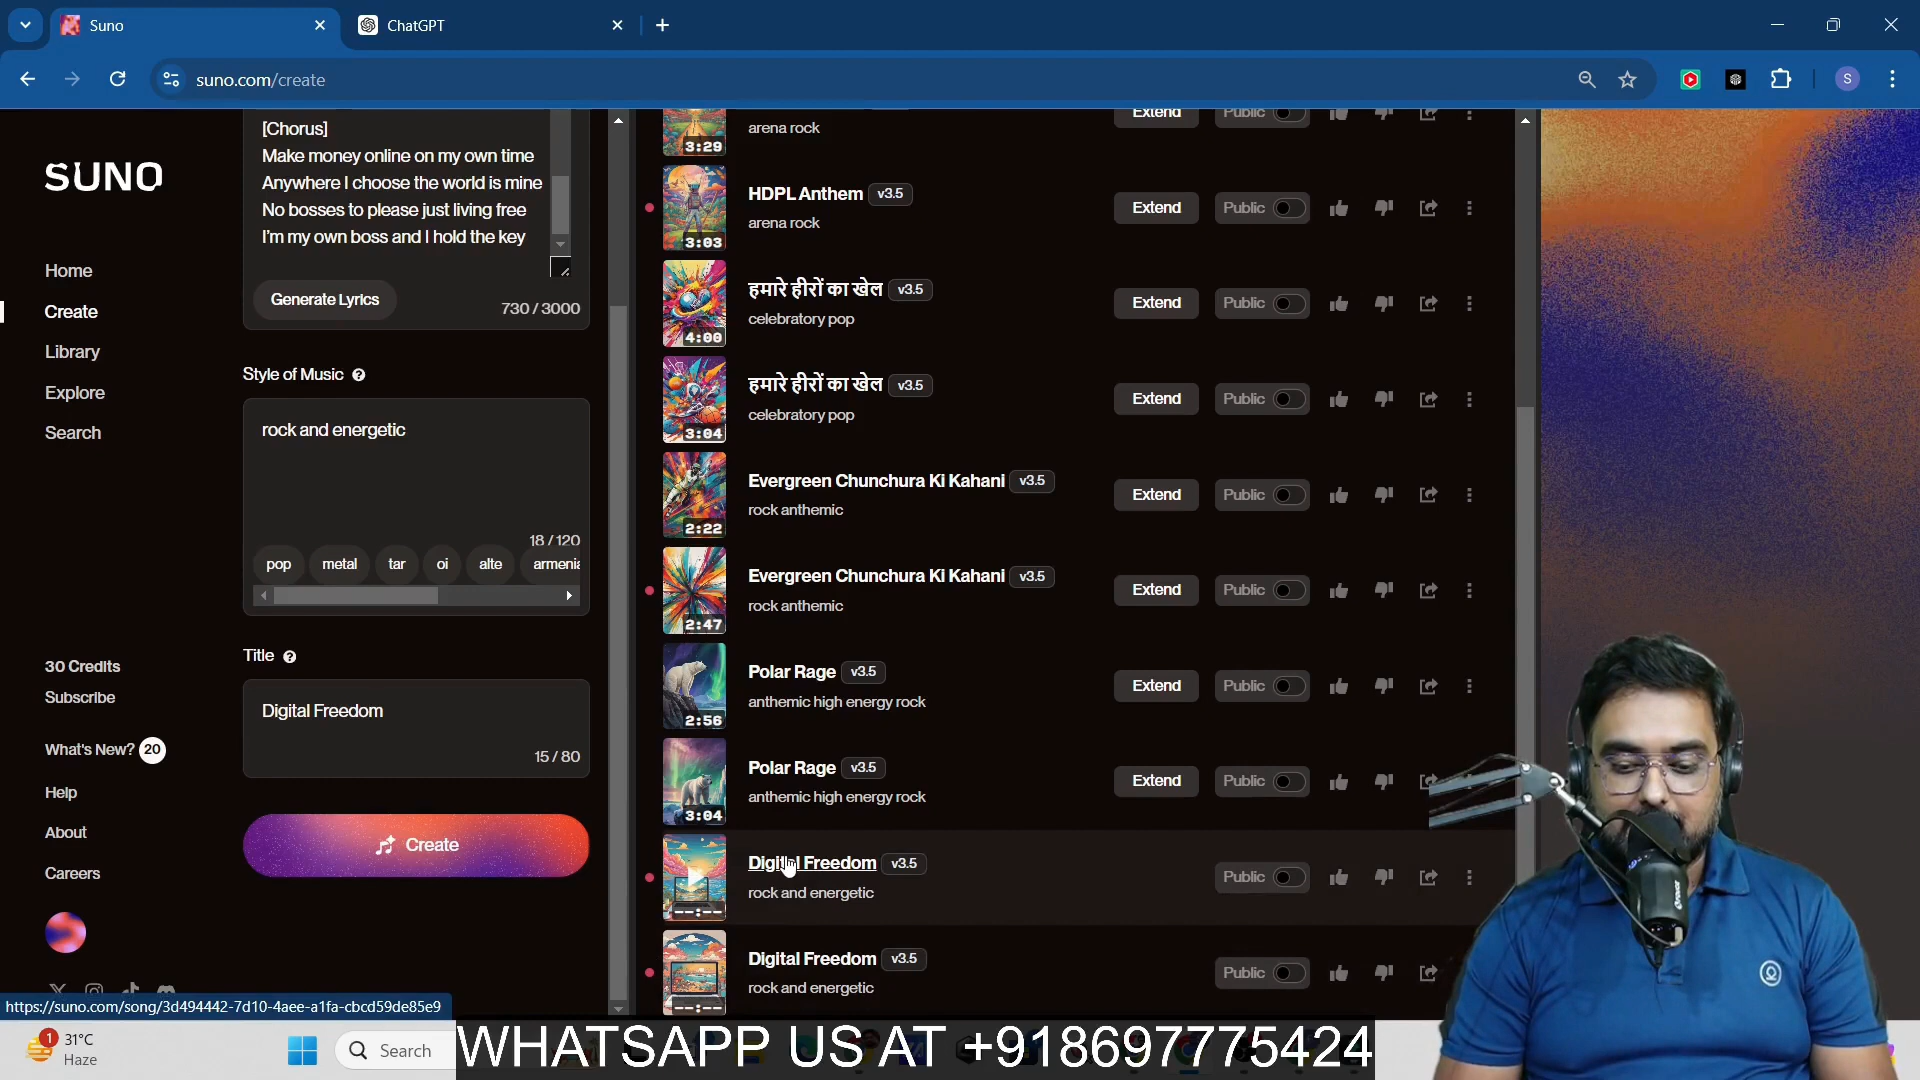 Suno
ChatGPT
suno.com/create
S
SUNO
Home
Create
Library
Explore
Search
30 Credits
Subscribe
What's New? 20
Help
About
Careers
[Chorus]
Make money online on my own time
Anywhere I choose the world is mine
No bosses to please just living free
I'm my own boss and I hold the key
Generate Lyrics
730 / 3000
Style of Music
rock and energetic
18 / 120
pop metal tar oi alte armenia
Title
Digital Freedom
15 / 80
Create
3:29
arena rock
Extend Public
3:03
HDPL Anthem v3.5
arena rock
Extend Public
4:00
हमारे हीरों का खेल v3.5
celebratory pop
Extend Public
3:04
हमारे हीरों का खेल v3.5
celebratory pop
Extend Public
2:22
Evergreen Chunchura Ki Kahani v3.5
rock anthemic
Extend Public
2:47
Evergreen Chunchura Ki Kahani v3.5
rock anthemic
Extend Public
2:56
Polar Rage v3.5
anthemic high energy rock
Extend Public
3:04
Polar Rage v3.5
anthemic high energy rock
Extend Public
--:--
Digital Freedom v3.5
rock and energetic
Public
--:--
Digital Freedom v3.5
rock and energetic
Public
https://suno.com/song/3d494442-7d10-4aee-a1fa-cbcd59de85e9
1
31°C
Haze
Search
WHATSAPP US AT +918697775424